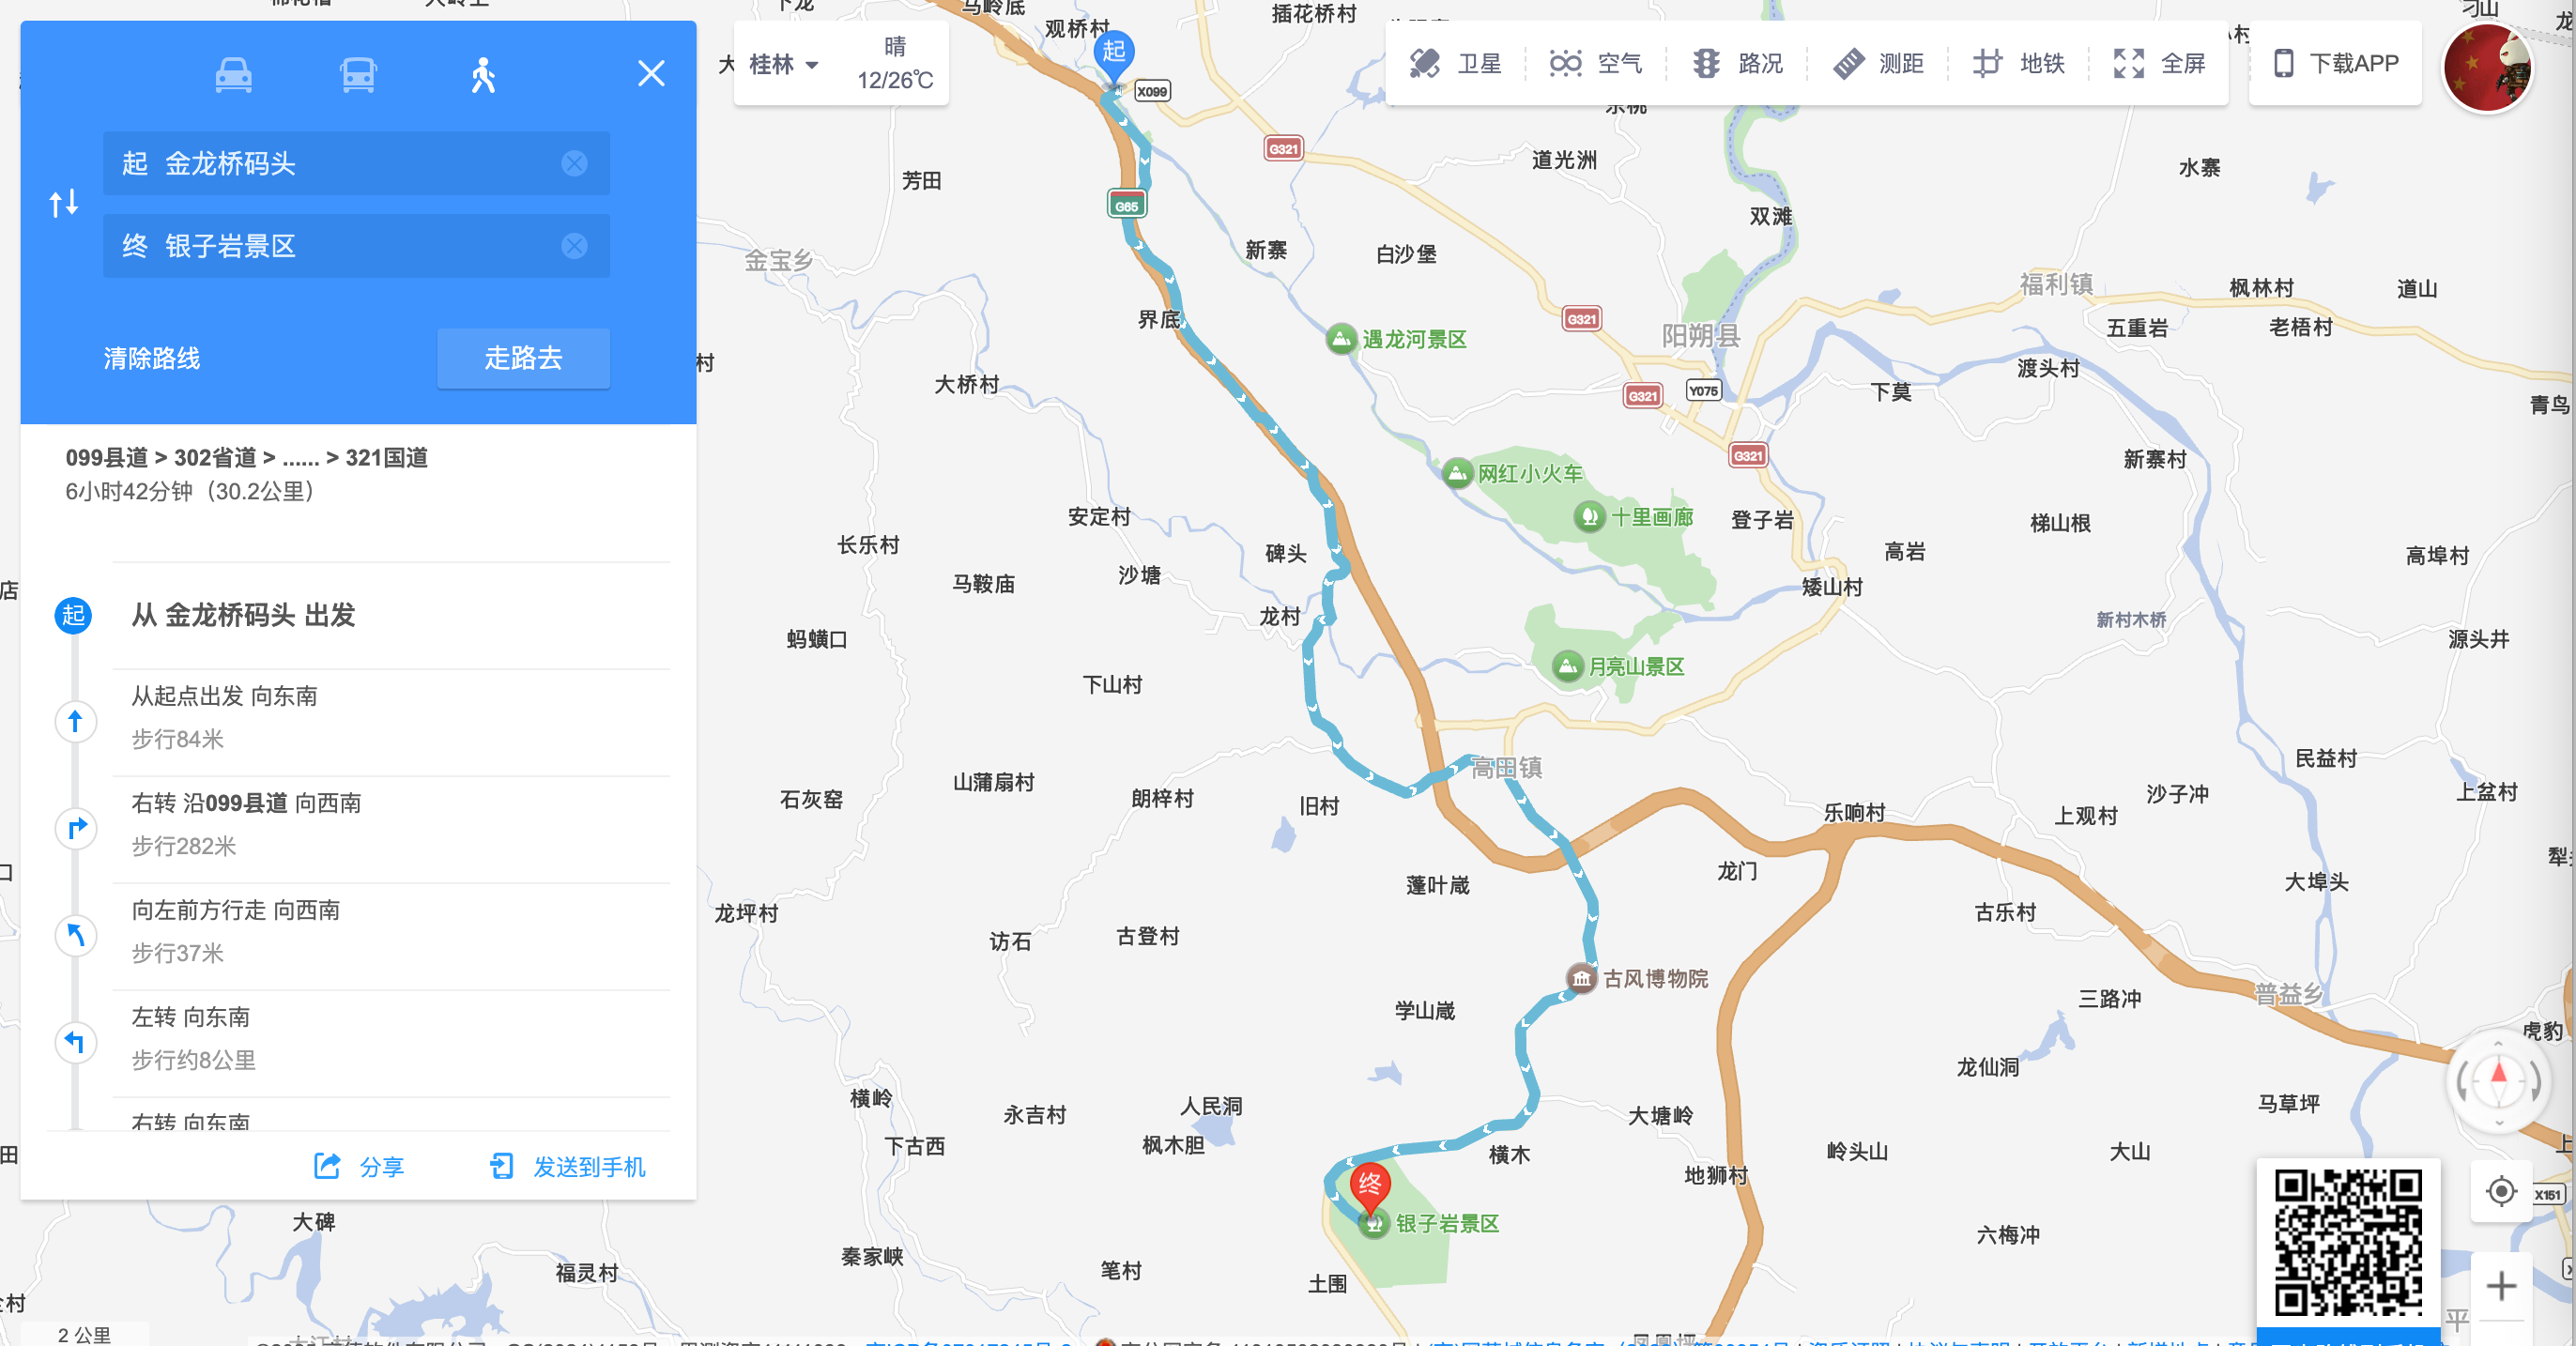 起 金龙桥码头
终 银子岩景区
清除路线
走路去
099县道 > 302省道 > ...... > 321国道
6小时42分钟（30.2公里）
起 从 金龙桥码头 出发
从起点出发 向东南
步行84米
右转 沿099县道 向西南
步行282米
向左前方行走 向西南
步行37米
左转 向东南
步行约8公里
右转 向东南
分享
发送到手机
桂林
晴
12/26℃
卫星
空气
路况
测距
地铁
全屏
下载APP
马岭底
观桥村
插花桥村
起
X099
G321
道光洲
水寨
芳田
G65
双滩
新寨
白沙堡
金宝乡
福利镇
枫林村
道山
界底
G321
五重岩
老梧村
遇龙河景区
阳朔县
村
渡头村
大桥村
G321
Y075
下莫
青鸟
G321
新寨村
网红小火车
安定村
十里画廊
登子岩
梯山根
长乐村
碑头
高岩
高埠村
马鞍庙
沙塘
矮山村
店
龙村
新村木桥
蚂蟥口
源头井
月亮山景区
下山村
民益村
高田镇
山蒲扇村
石灰窑
朗梓村
旧村
乐响村
上观村
沙子冲
上盆村
龙门
蓬叶崴
大埠头
龙坪村
古乐村
访石
古登村
古风博物院
普益乡
三路冲
学山崴
虎豹
龙仙洞
横岭
永吉村
人民洞
大塘岭
马草坪
下古西
枫木胆
横木
岭头山
大山
田
地狮村
终
X151
银子岩景区
大碑
六梅冲
秦家峡
福灵村
笔村
土围
平
2 公里